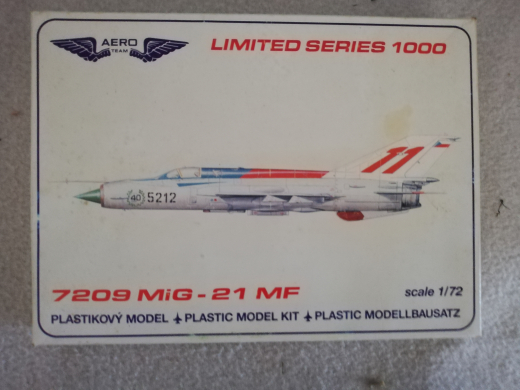 AERO
TEAM
LIMITED SERIES 1000
11
40
5212
7209 MiG - 21 MF
scale 1/72
PLASTIKOVÝ MODEL PLASTIC MODEL KIT PLASTIC MODELLBAUSATZ